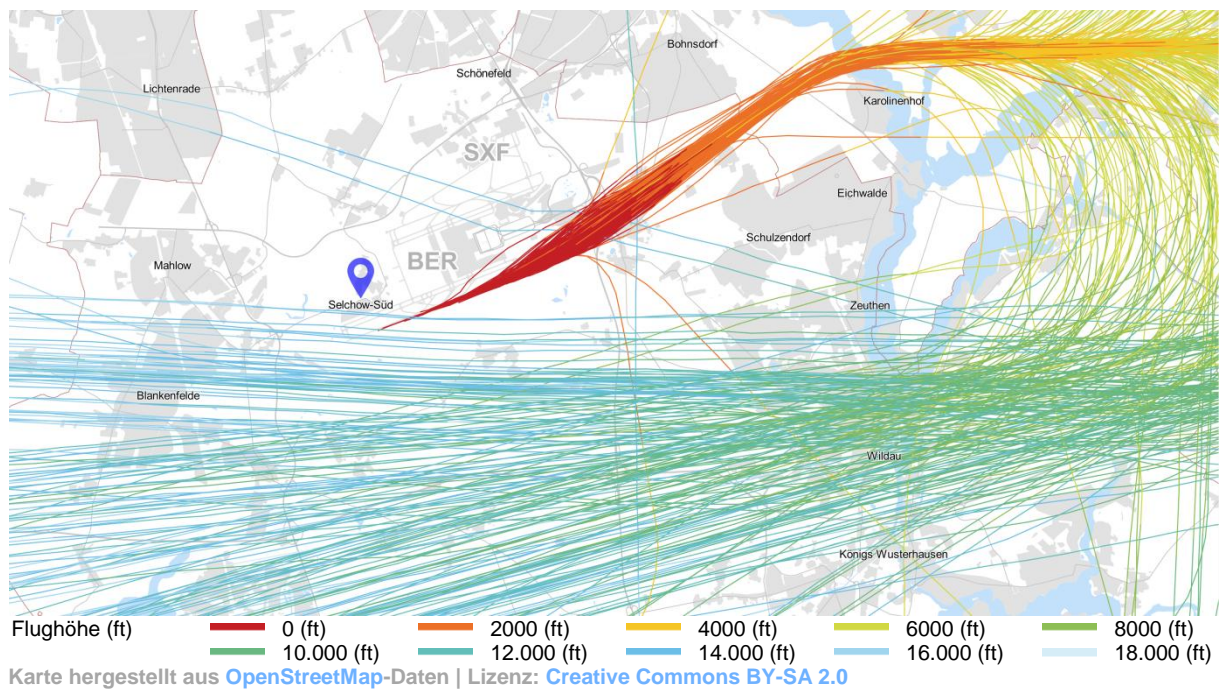 Bohnsdorf
Schönefeld
Lichtenrade
Karolinenhof
SXF
Eichwalde
Schulzendorf
BER
Mahlow
Selchow-Süd
Zeuthen
Blankenfelde
Wildau
Königs Wusterhausen
Flughöhe (ft) 0 (ft) 2000 (ft) 4000 (ft) 6000 (ft) 8000 (ft)
10.000 (ft) 12.000 (ft) 14.000 (ft) 16.000 (ft) 18.000 (ft)
Karte hergestellt aus OpenStreetMap-Daten | Lizenz: Creative Commons BY-SA 2.0